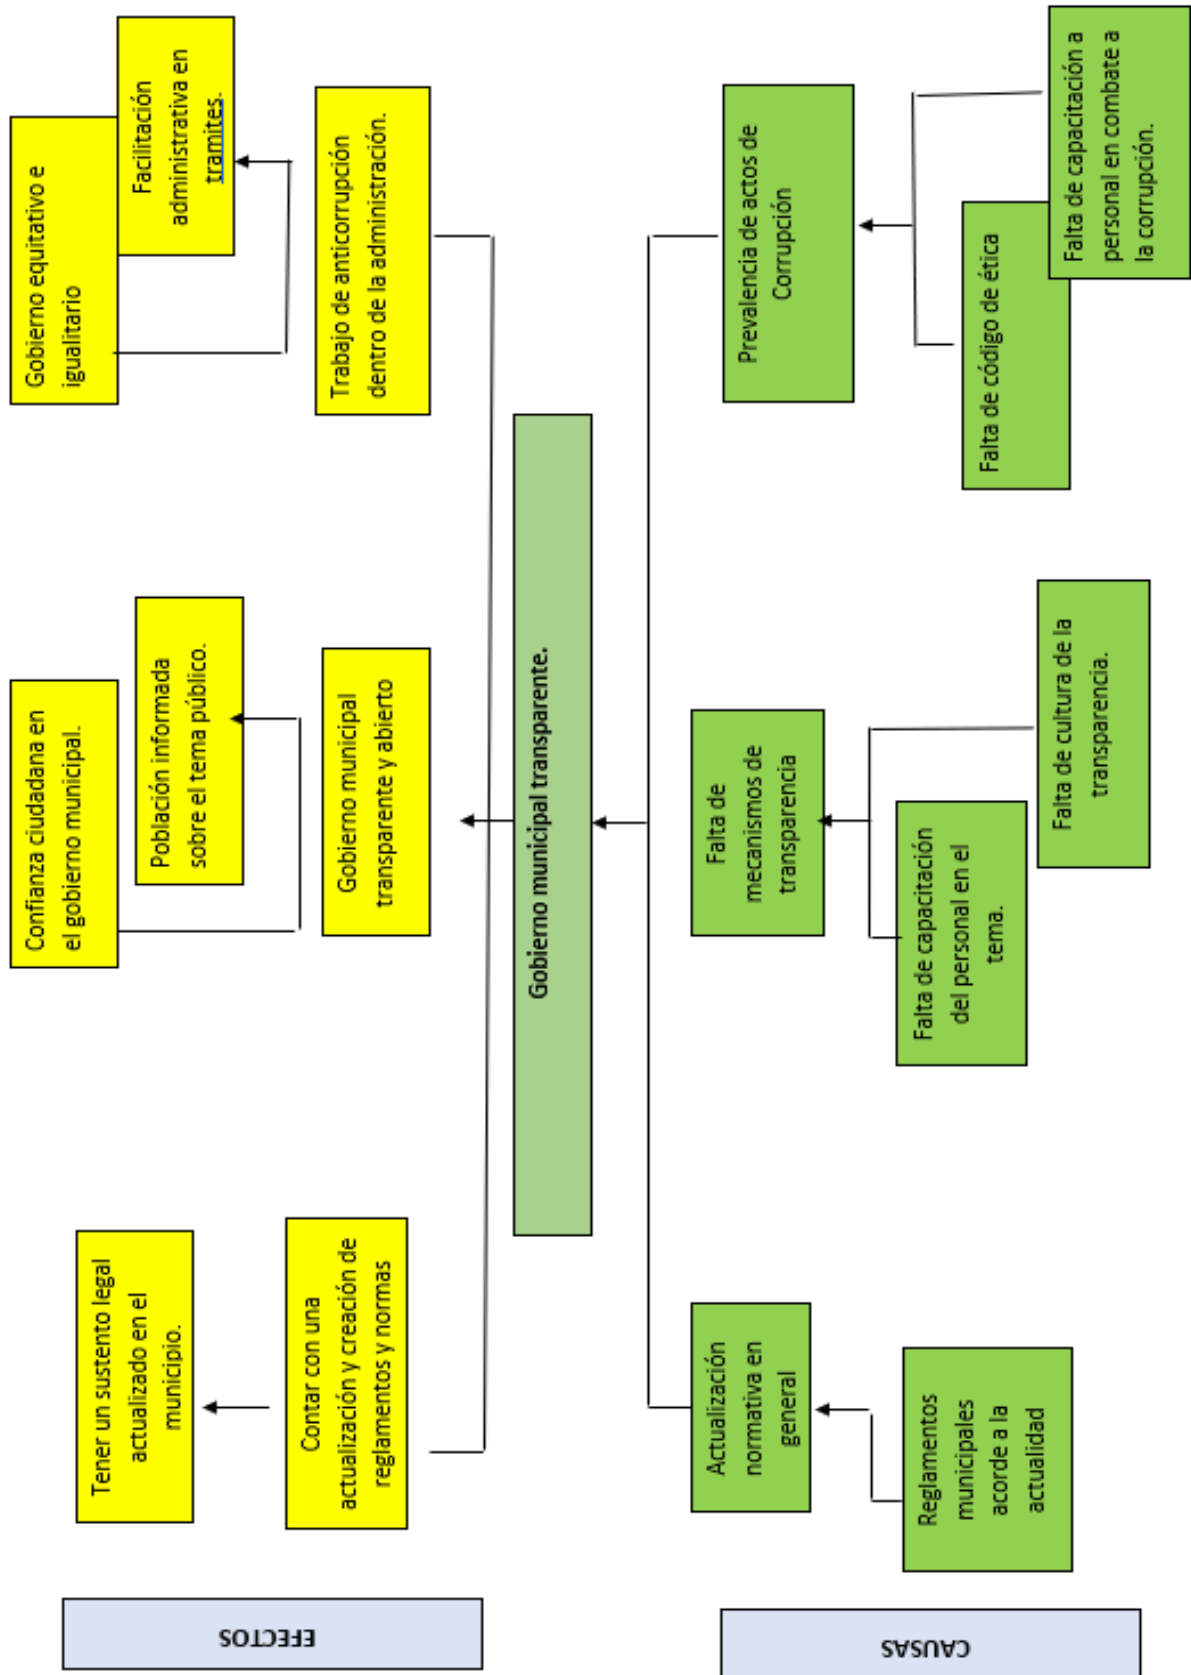 EFECTOS
Tener un sustento legal
actualizado en el
municipio.
Contar con una
actualización y creación de
reglamentos y normas
Confianza ciudadana en
el gobierno municipal.
Población informada
sobre el tema público.
Gobierno municipal
transparente y abierto
Gobierno equitativo e
igualitario
Facilitación
administrativa en
tramites.
Trabajo de anticorrupción
dentro de la administración.
Gobierno municipal transparente.
CAUSAS
Actualización
normativa en
general
Reglamentos
municipales
acorde a la
actualidad
Falta de
mecanismos de
transparencia
Falta de capacitación
del personal en el
tema.
Falta de cultura de la
transparencia.
Prevalencia de actos de
Corrupción
Falta de código de ética
Falta de capacitación a
personal en combate a
la corrupción.